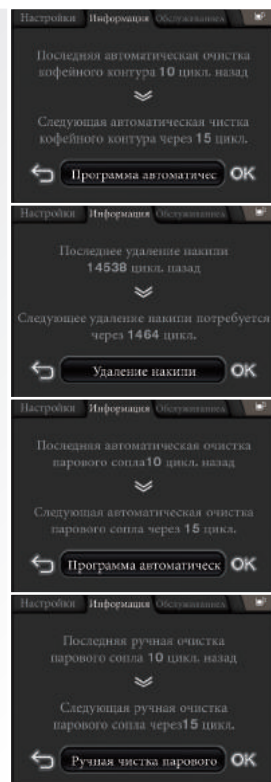 Настройки Информация Обслуживание
Последняя автоматическая очистка
кофейного контура 10 цикл. назад
Следующая автоматическая чистка
кофейного контура через 15 цикл.
Программа автоматичес OK
Настройки Информация Обслуживание
Последнее удаление накипи
14538 цикл. назад
Следующее удаление накипи потребуется
через 1464 цикл.
Удаление накипи OK
Настройки Информация Обслуживание
Последняя автоматическая очистка
парового сопла10 цикл. назад
Следующая автоматическая очистка
парового сопла через 15 цикл.
Программа автоматическ OK
Настройки Информация Обслуживание
Последняя ручная очистка
парового сопла 10 цикл. назад
Следующая ручная очистка
парового сопла через15 цикл.
Ручная чистка парового OK